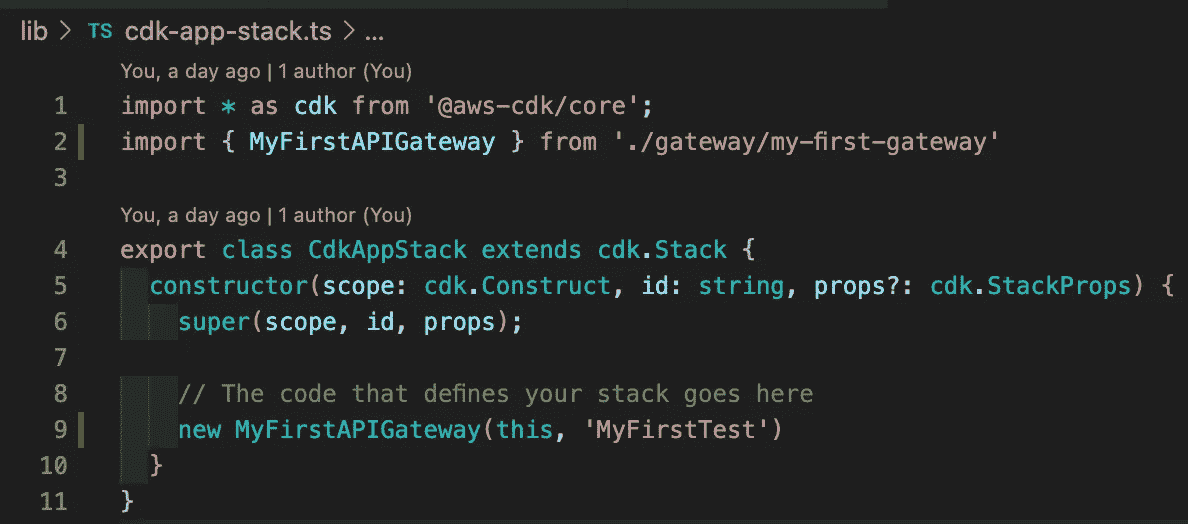 lib > TS cdk-app-stack.ts > ...
You, a day ago | 1 author (You)
1 import * as cdk from '@aws-cdk/core';
2 import { MyFirstAPIGateway } from './gateway/my-first-gateway'
3
You, a day ago | 1 author (You)
4 export class CdkAppStack extends cdk.Stack {
5   constructor(scope: cdk.Construct, id: string, props?: cdk.StackProps) {
6     super(scope, id, props);
7
8     // The code that defines your stack goes here
9     new MyFirstAPIGateway(this, 'MyFirstTest')
10   }
11 }